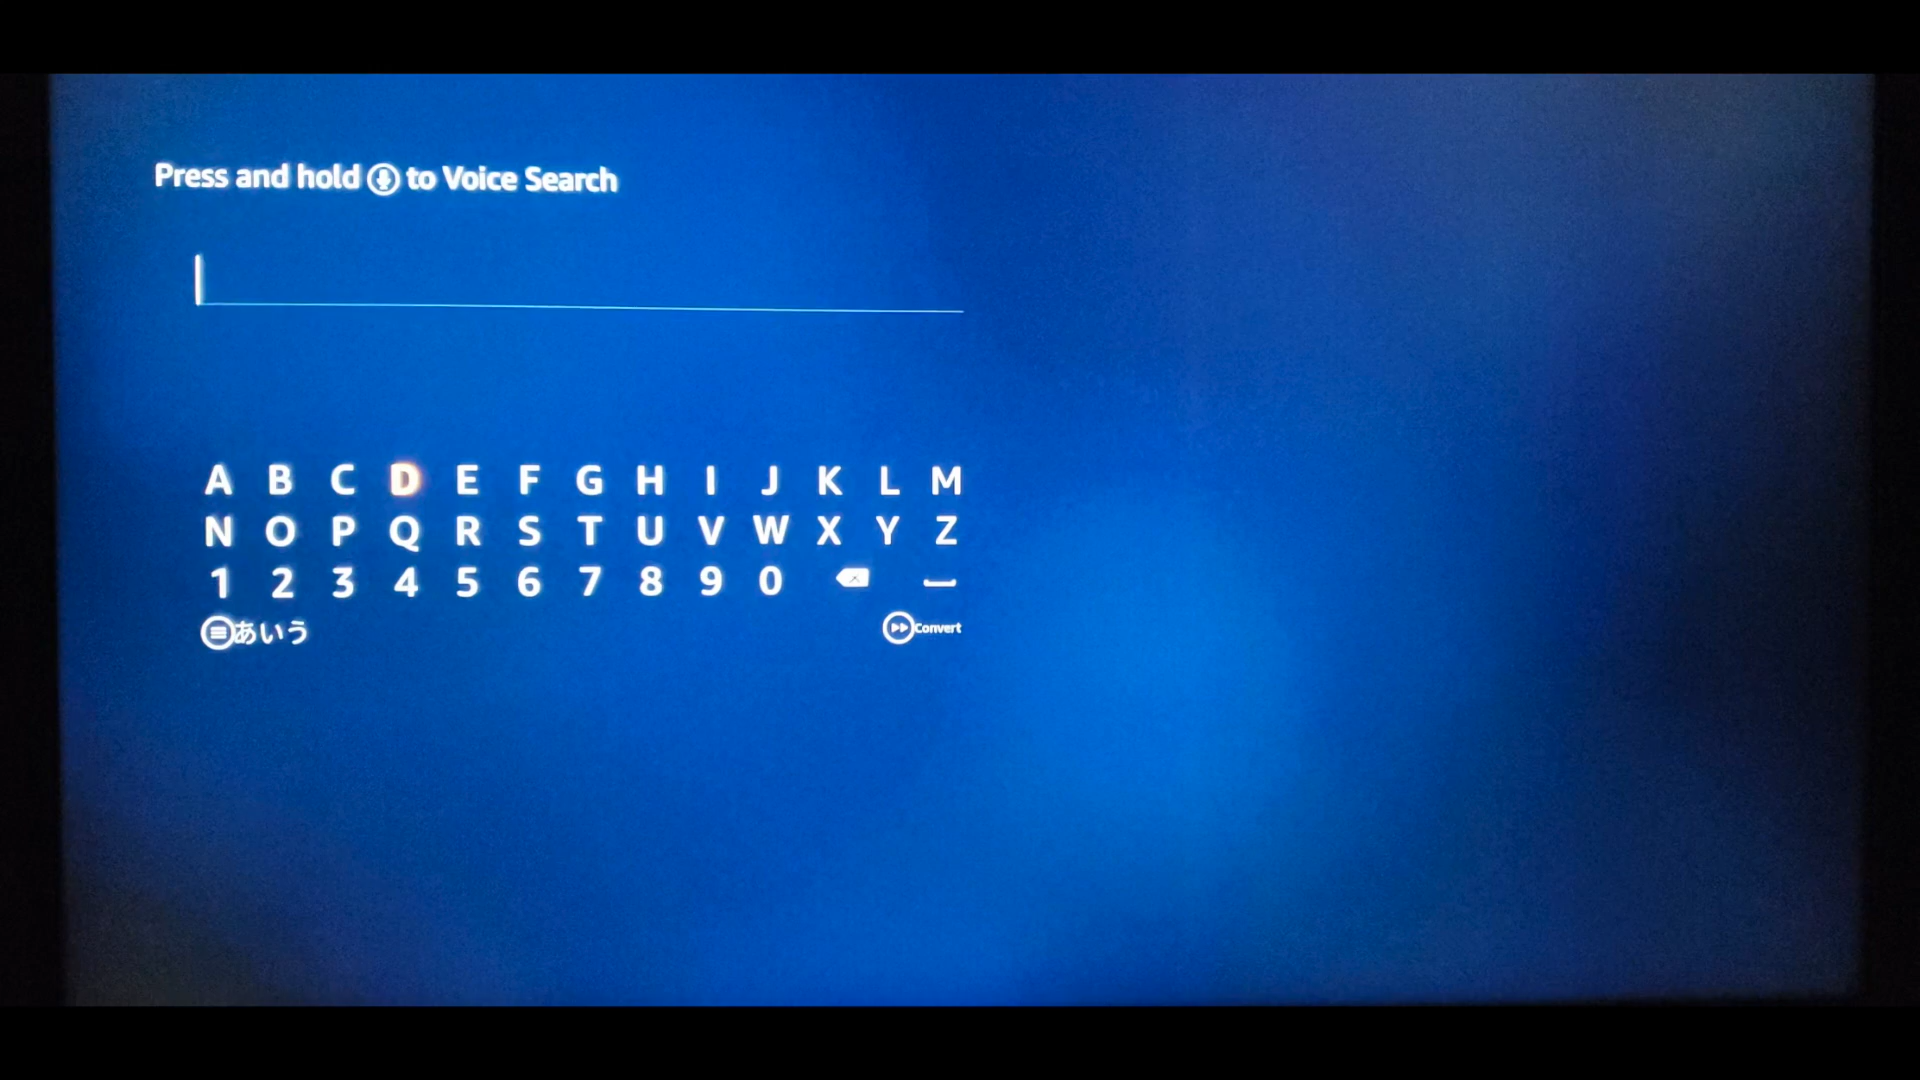 Press and hold to Voice Search
A B C D E F G H I J K L M
N O P Q R S T U V W X Y Z
1 2 3 4 5 6 7 8 9 0
あいう Convert